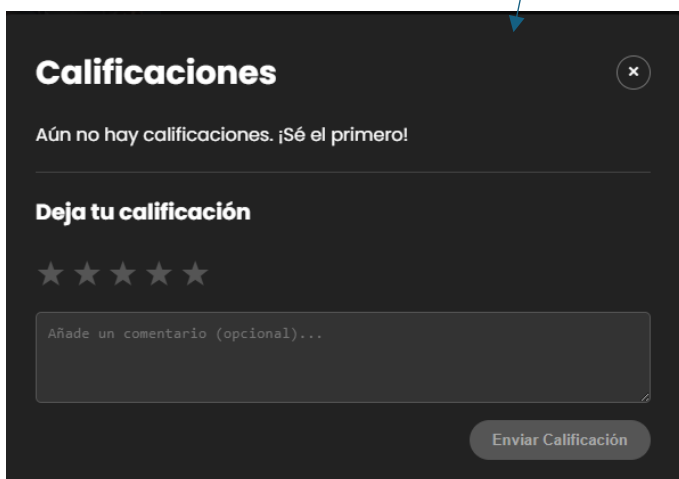 Calificaciones
×
Aún no hay calificaciones. ¡Sé el primero!
Deja tu calificación
Añade un comentario (opcional)...
Enviar Calificación